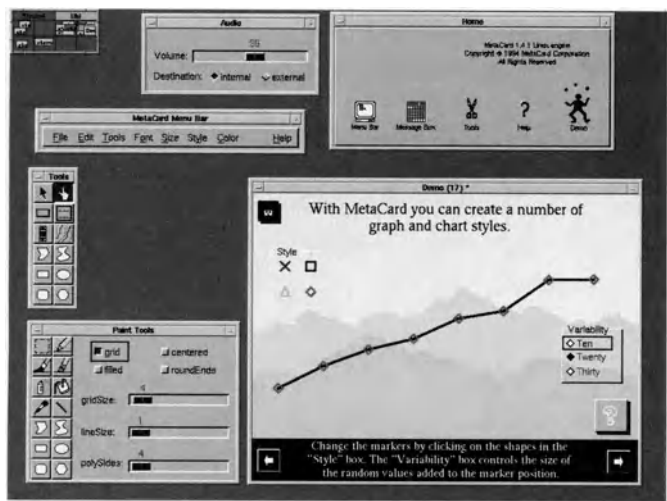 Audio
Volume:
Destination: internal external
MetaCard Menu Bar
File Edit Tools Font Size Style Color Help
Home
MetaCard 1.4.3 Linux engine
Copyright © 1994 MetaCard Corporation
All Rights Reserved
Menu Bar Message Box Tools Help Demo
Tools
Demo (17) *
With MetaCard you can create a number of
graph and chart styles.
Style
Variability
Ten
Twenty
Thirty
Change the markers by clicking on the shapes in the
"Style" box. The "Variability" box controls the size of
the random values added to the marker position.
Paint Tools
grid centered
filled roundEnds
4
gridSize:
1
lineSize:
4
polySides: